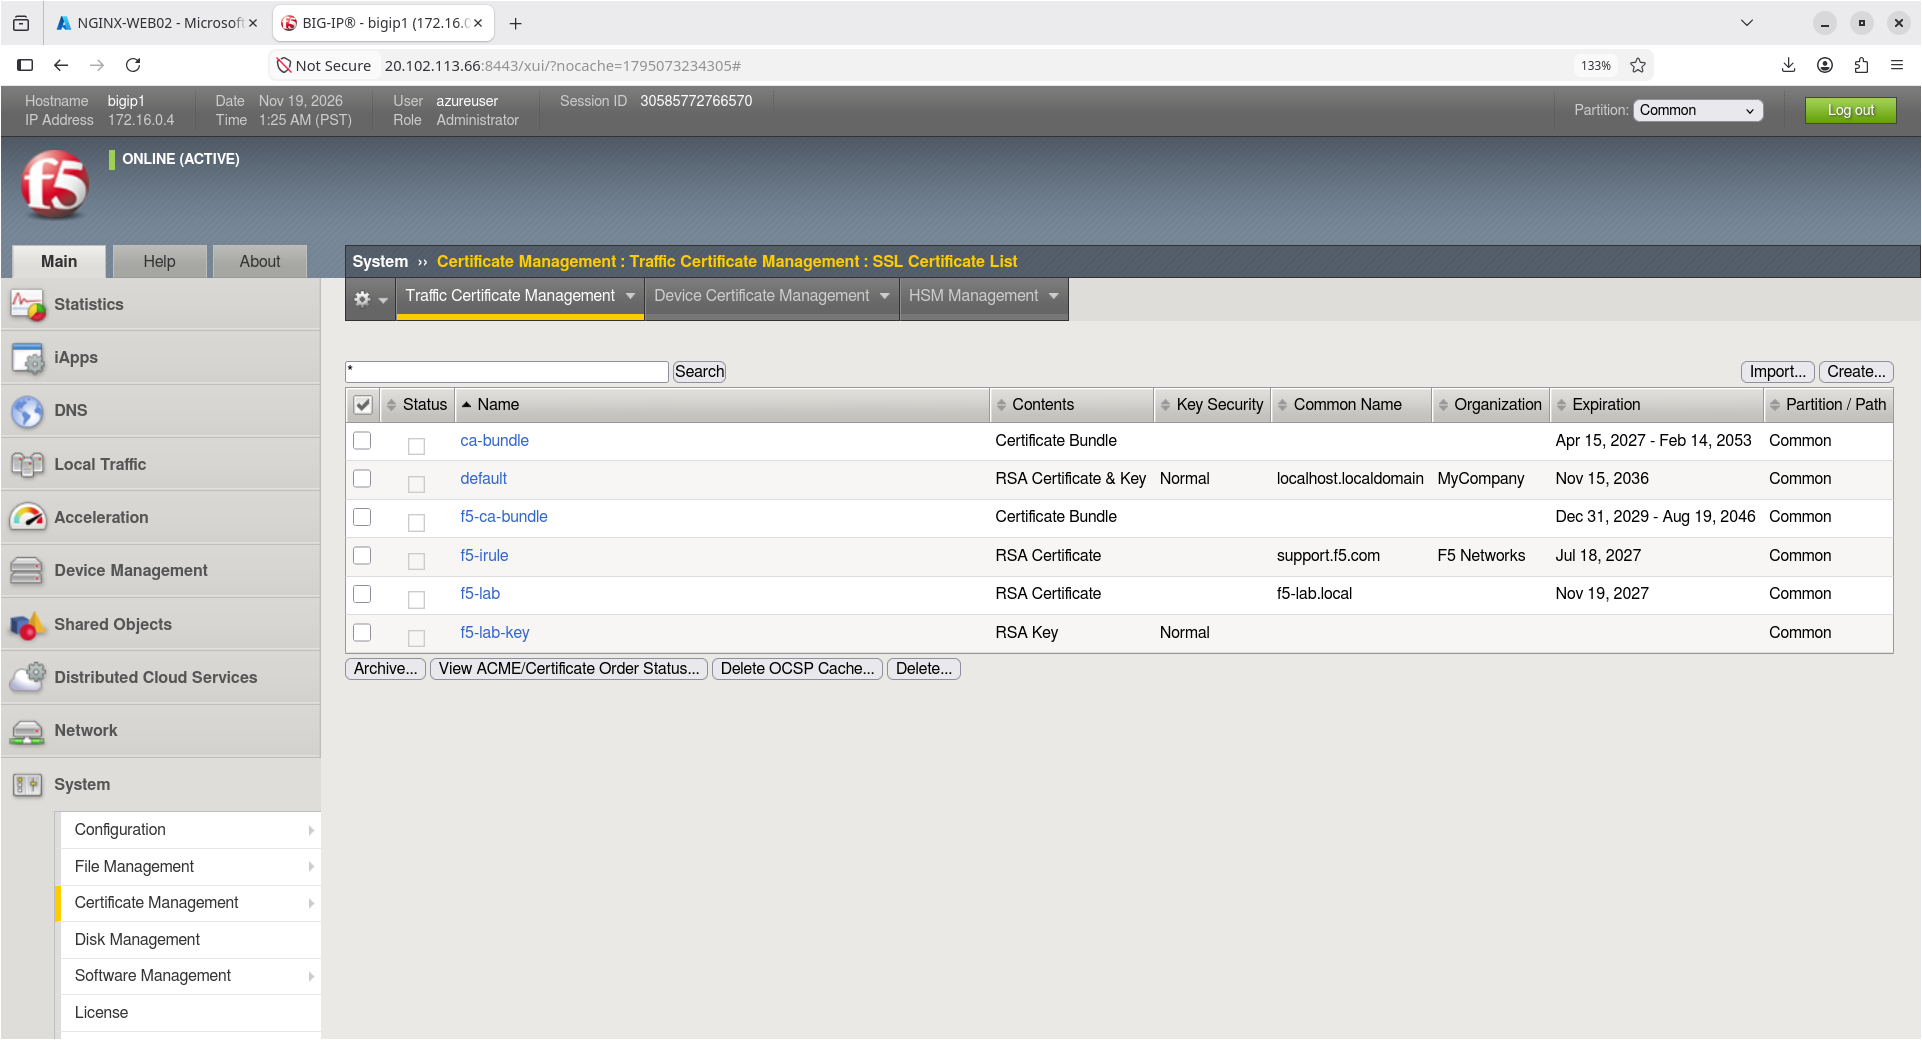 NGINX-WEB02 - Microsoft
BIG-IP® - bigip1 (172.16.0.
Not Secure 20.102.113.66:8443/xui/?nocache=1795073234305# 133%
Hostname bigip1 Date Nov 19, 2026 User azureuser Session ID 30585772766570 Partition: Common Log out
IP Address 172.16.0.4 Time 1:25 AM (PST) Role Administrator
f5 ONLINE (ACTIVE)
Main Help About
System ›› Certificate Management : Traffic Certificate Management : SSL Certificate List
Traffic Certificate Management Device Certificate Management HSM Management
Statistics
iApps
DNS
Local Traffic
Acceleration
Device Management
Shared Objects
Distributed Cloud Services
Network
System
Configuration
File Management
Certificate Management
Disk Management
Software Management
License
* Search Import... Create...
Status Name Contents Key Security Common Name Organization Expiration Partition / Path
ca-bundle Certificate Bundle Apr 15, 2027 - Feb 14, 2053 Common
default RSA Certificate & Key Normal localhost.localdomain MyCompany Nov 15, 2036 Common
f5-ca-bundle Certificate Bundle Dec 31, 2029 - Aug 19, 2046 Common
f5-irule RSA Certificate support.f5.com F5 Networks Jul 18, 2027 Common
f5-lab RSA Certificate f5-lab.local Nov 19, 2027 Common
f5-lab-key RSA Key Normal Common
Archive... View ACME/Certificate Order Status... Delete OCSP Cache... Delete...